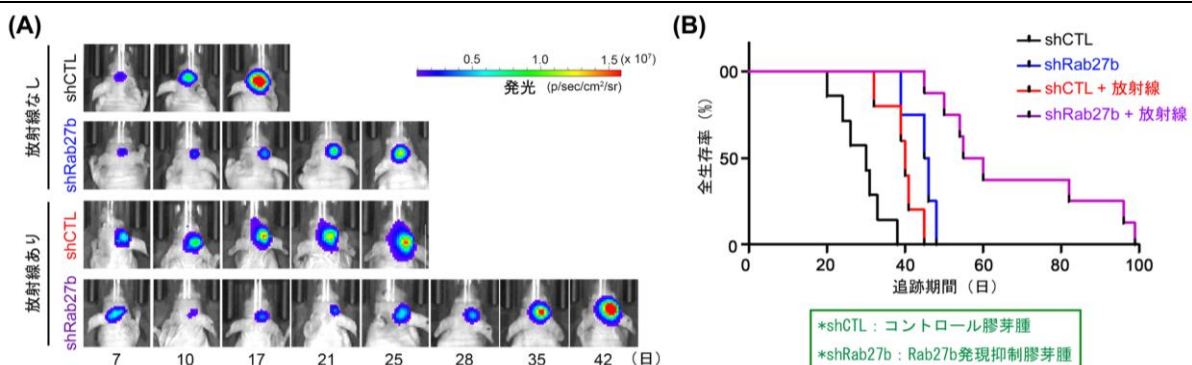 (A)
放射線なし
shCTL
shRab27b
放射線あり
shCTL
shRab27b
7 10 17 21 25 28 35 42 (日)
0.5 1.0 1.5 (x 10⁷)
発光 (p/sec/cm²/sr)
(B)
shCTL
shRab27b
shCTL + 放射線
shRab27b + 放射線
全生存率 (%)
00
50
0
0 20 40 60 80 100
追跡期間 (日)
*shCTL：コントロール膠芽腫
*shRab27b：Rab27b発現抑制膠芽腫